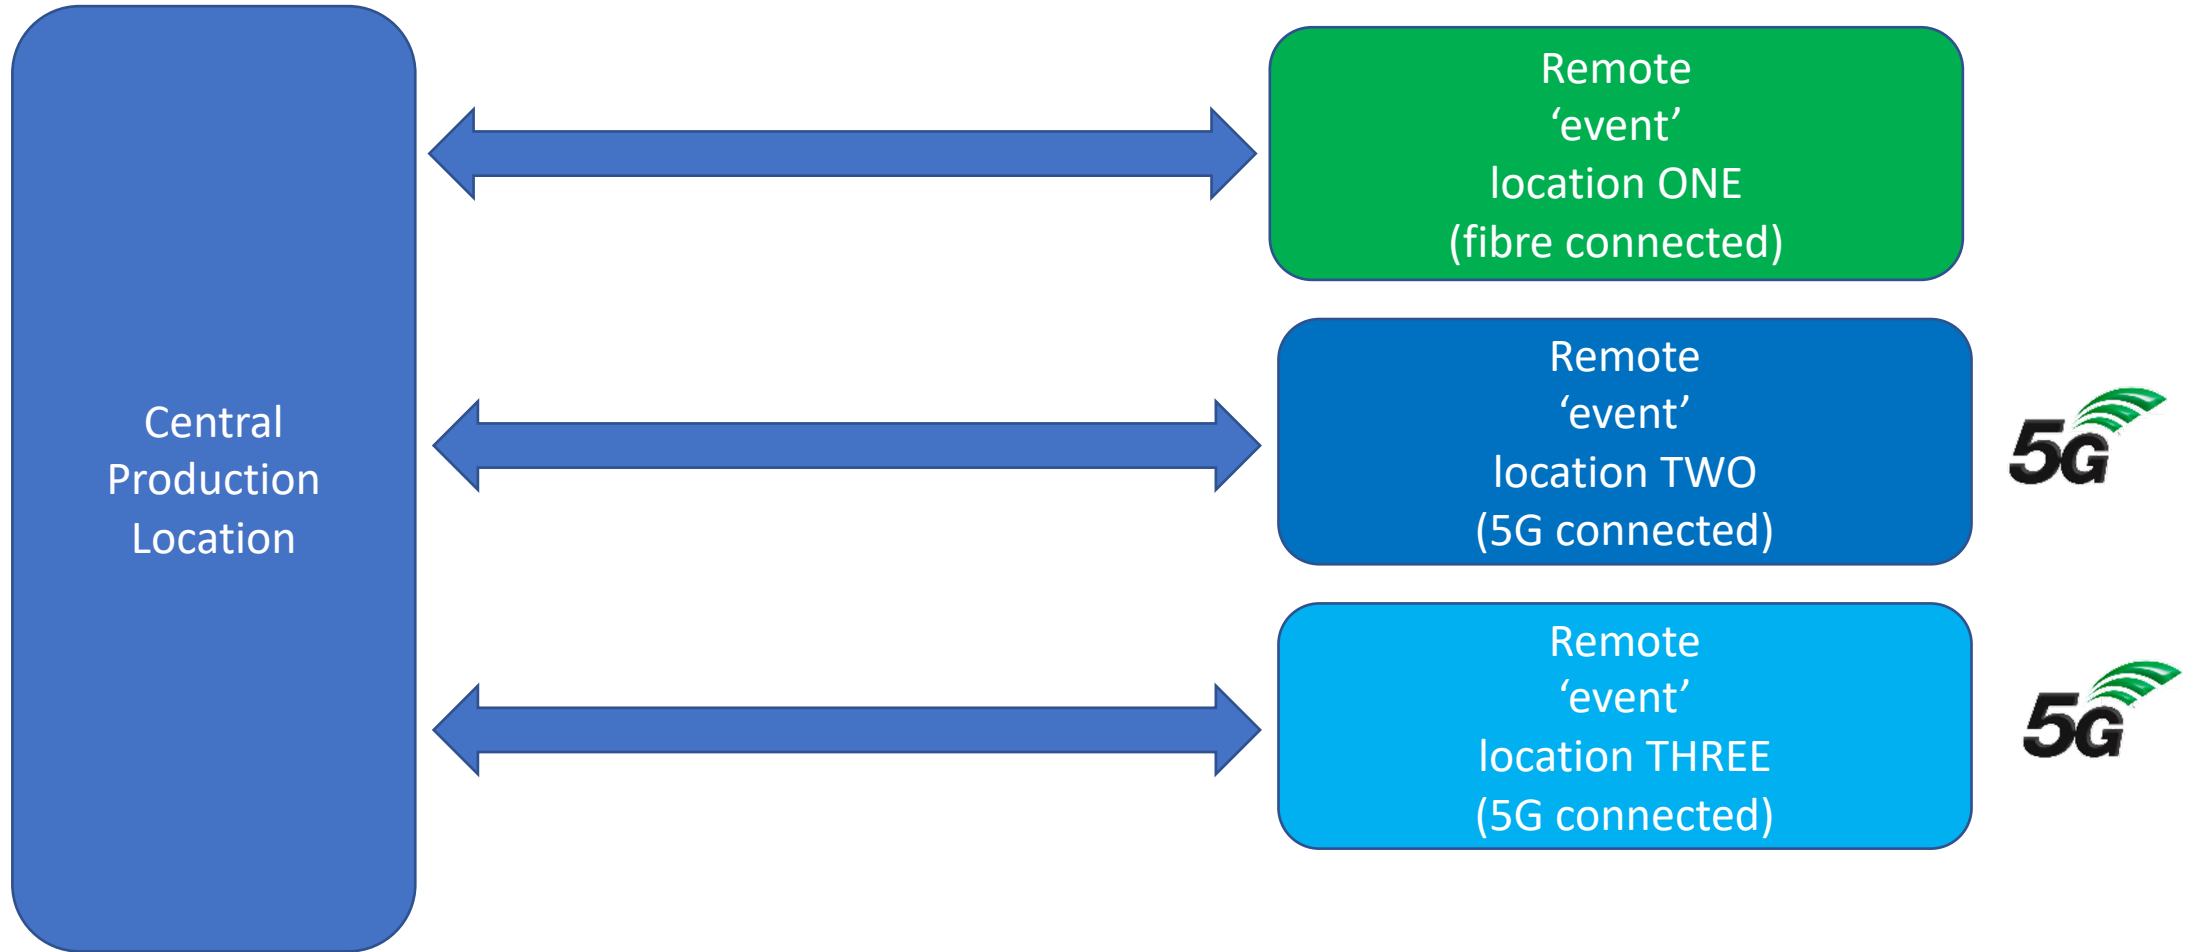 Central
Production
Location
Remote
‘event’
location ONE
(fibre connected)
Remote
‘event’
location TWO
(5G connected)
5G
Remote
‘event’
location THREE
(5G connected)
5G